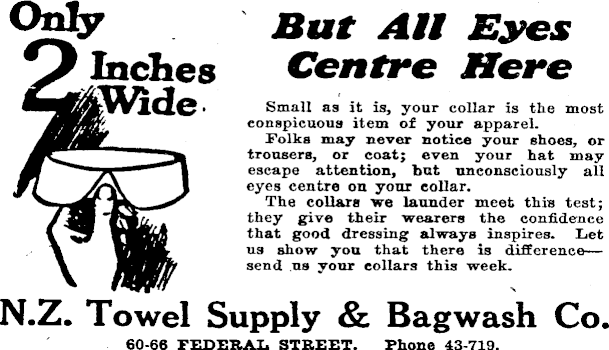 Only
2 Inches
Wide.
But All Eyes
Centre Here
Small as it is, your collar is the most
conspicuous item of your apparel.
Folks may never notice your shoes, or
trousers, or coat; even your hat may
escape attention, but unconsciously all
eyes centre on your collar.
The collars we launder meet this test;
they give their wearers the confidence
that good dressing always inspires. Let
us show you that there is difference—
send us your collars this week.
N.Z. Towel Supply & Bagwash Co.
60-66 FEDERAL STREET. Phone 43-719.